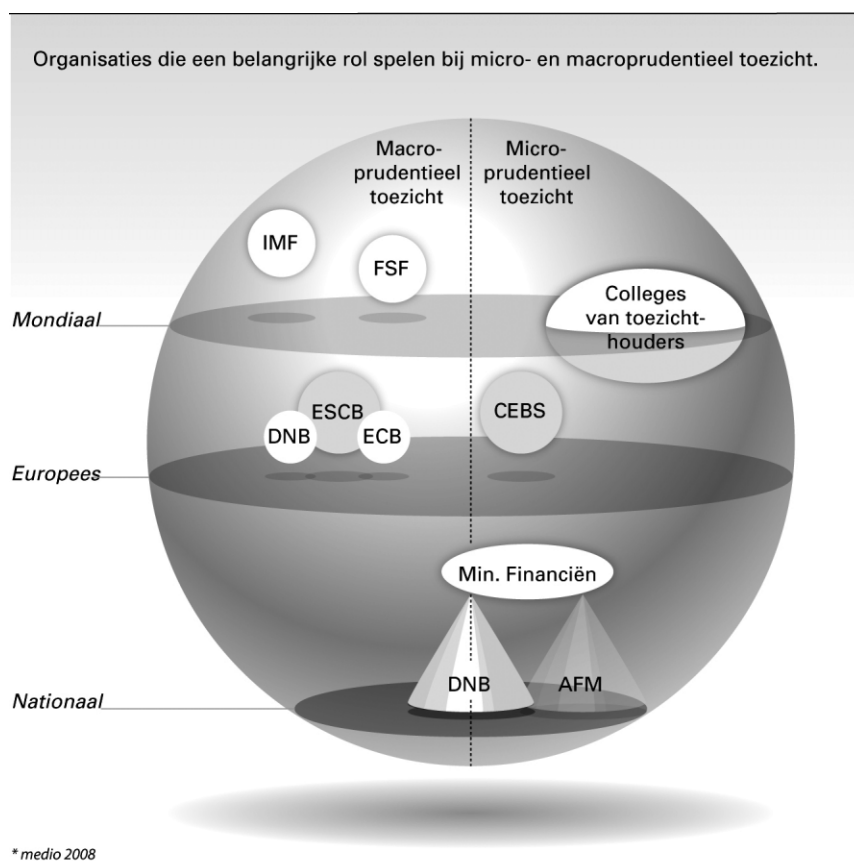 Organisaties die een belangrijke rol spelen bij micro- en macroprudentieel toezicht.
Macro-
prudentieel
toezicht
Micro-
prudentieel
toezicht
IMF
FSF
Colleges
van toezicht-
houders
Mondiaal
ESCB
DNB
ECB
CEBS
Europees
Min. Financiën
DNB
AFM
Nationaal
* medio 2008